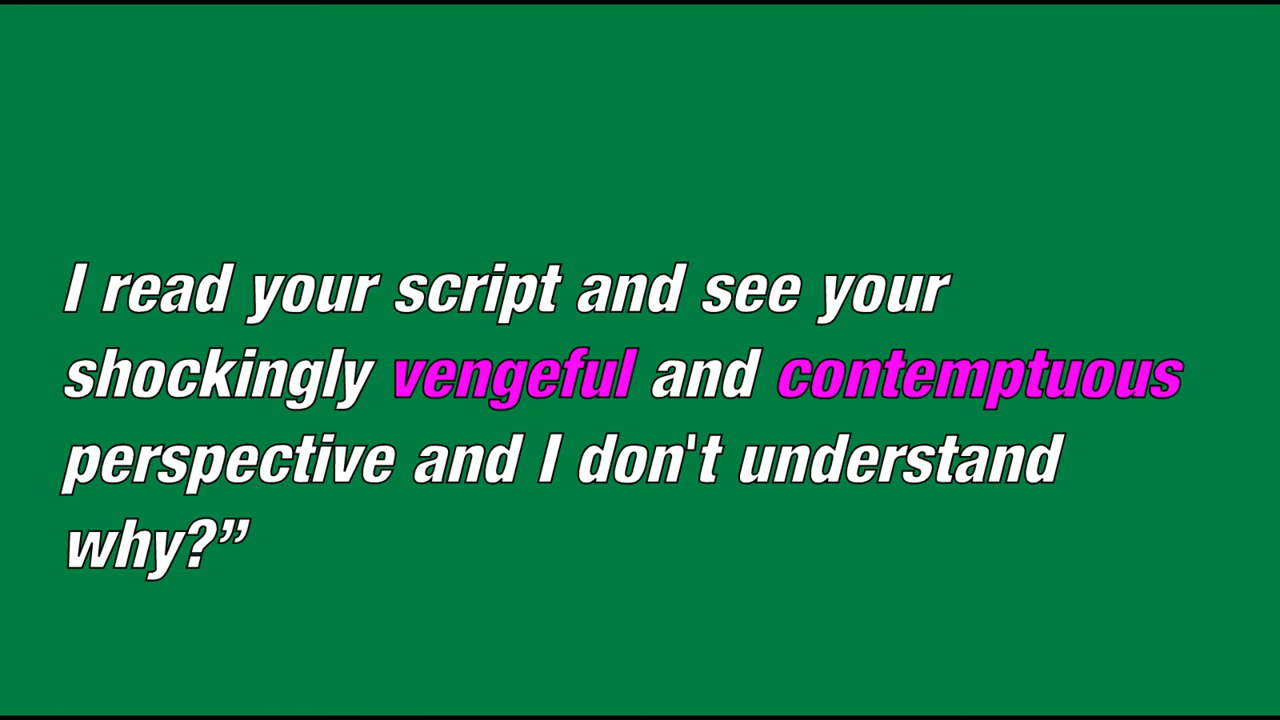 I read your script and see your
shockingly vengeful and contemptuous
perspective and I don't understand
why?”